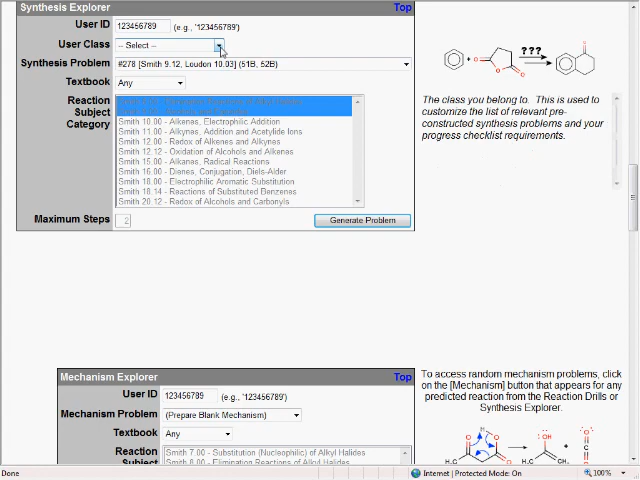 Synthesis Explorer Top
User ID 123456789 (e.g., '123456789')
User Class -- Select --
Synthesis Problem #278 [Smith 9.12, Loudon 10.03] (51B, 52B)
Textbook Any
Reaction
Subject
Category
Smith 10.00 - Alkenes, Electrophilic Addition
Smith 11.00 - Alkynes, Addition and Acetylide Ions
Smith 12.00 - Redox of Alkenes and Alkynes
Smith 12.12 - Oxidation of Alcohols and Alkenes
Smith 15.00 - Alkanes, Radical Reactions
Smith 16.00 - Dienes, Conjugation, Diels-Alder
Smith 18.00 - Electrophilic Aromatic Substitution
Smith 18.14 - Reactions of Substituted Benzenes
Smith 20.12 - Redox of Alcohols and Carbonyls
Maximum Steps 2 Generate Problem
???
The class you belong to. This is used to
customize the list of relevant pre-
constructed synthesis problems and your
progress checklist requirements.
Mechanism Explorer Top
User ID 123456789 (e.g., '123456789')
Mechanism Problem (Prepare Blank Mechanism)
Textbook Any
Reaction
Subject
Smith 7.00 - Substitution (Nucleophilic) of Alkyl Halides
Smith 8.00 - Elimination Reactions of Alkyl Halides
To access random mechanism problems, click
on the [Mechanism] button that appears for any
predicted reaction from the Reaction Drills or
Synthesis Explorer.
Done Internet | Protected Mode: On 100%